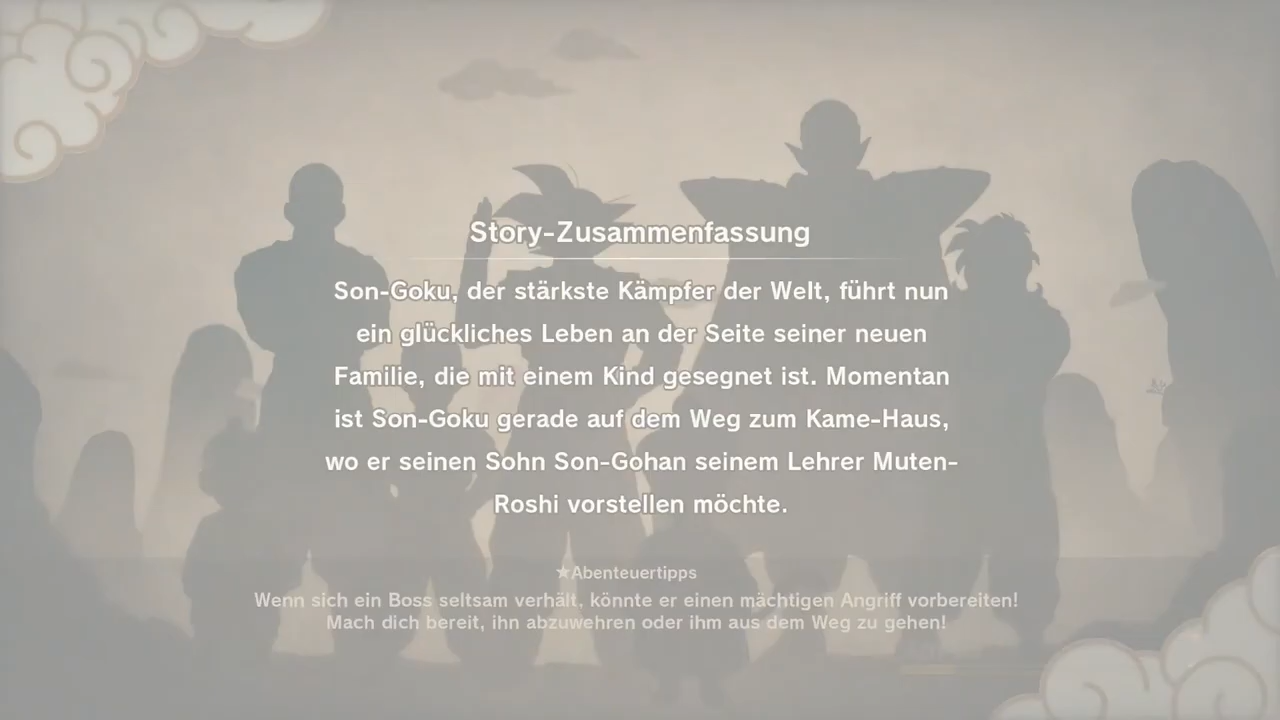 Story-Zusammenfassung
Son-Goku, der stärkste Kämpfer der Welt, führt nun
ein glückliches Leben an der Seite seiner neuen
Familie, die mit einem Kind gesegnet ist. Momentan
ist Son-Goku gerade auf dem Weg zum Kame-Haus,
wo er seinen Sohn Son-Gohan seinem Lehrer Muten-
Roshi vorstellen möchte.
★Abenteuertipps
Wenn sich ein Boss seltsam verhält, könnte er einen mächtigen Angriff vorbereiten!
Mach dich bereit, ihn abzuwehren oder ihm aus dem Weg zu gehen!